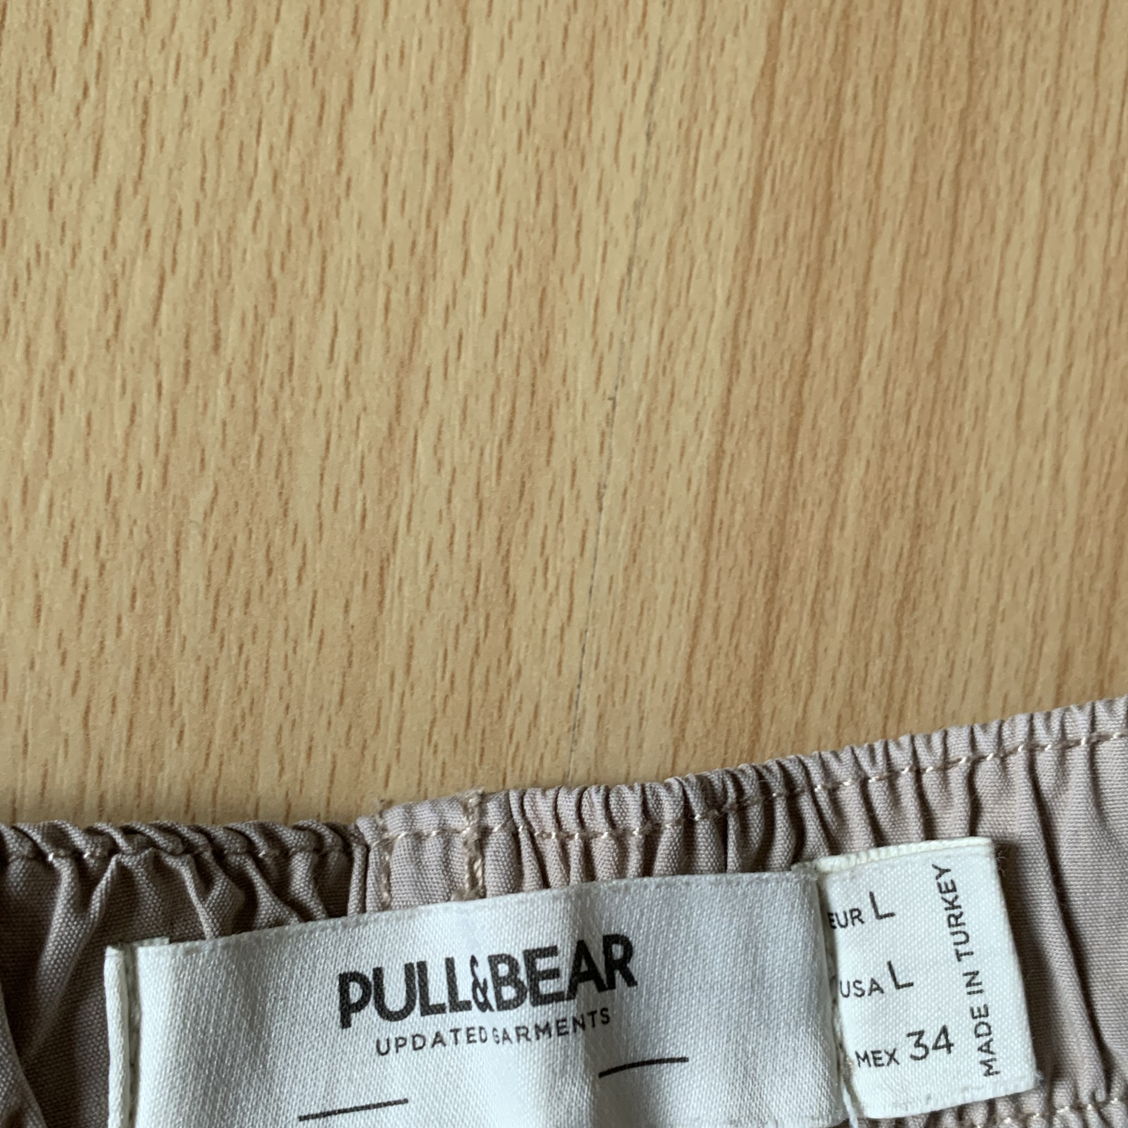 PULL&BEAR
UPDATED GARMENTS
EUR L
USA L
MEX 34
MADE IN TURKEY